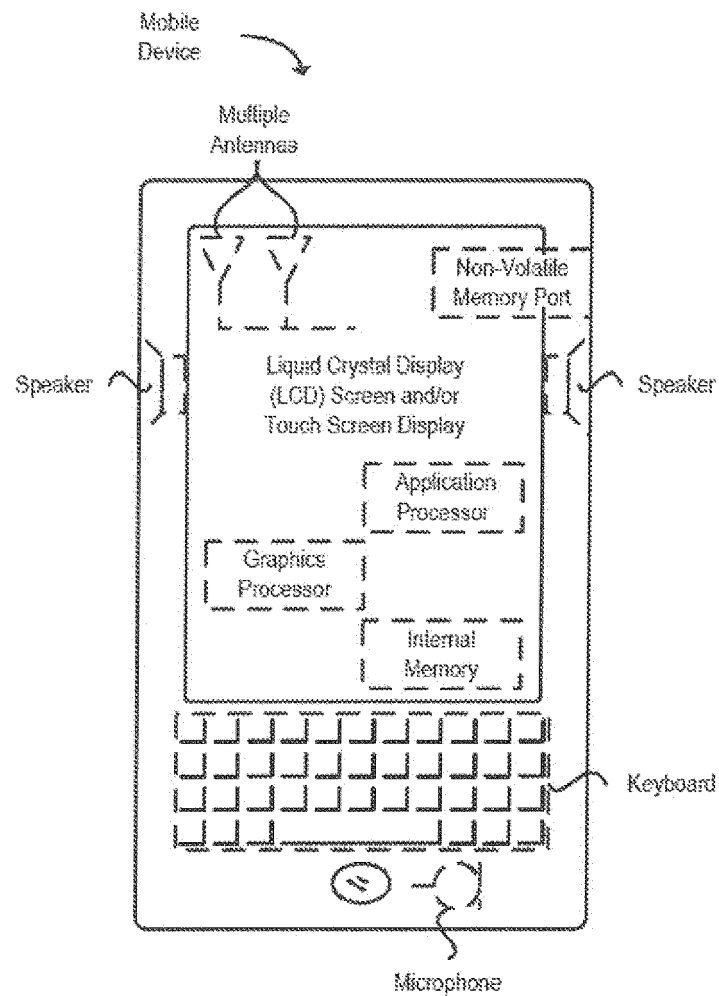 Mobile
Device
Multiple
Antennas
Non-Volatile
Memory Port
Speaker
Liquid Crystal Display
(LCD) Screen and/or
Touch Screen Display
Speaker
Application
Processor
Graphics
Processor
Internal
Memory
Keyboard
Microphone